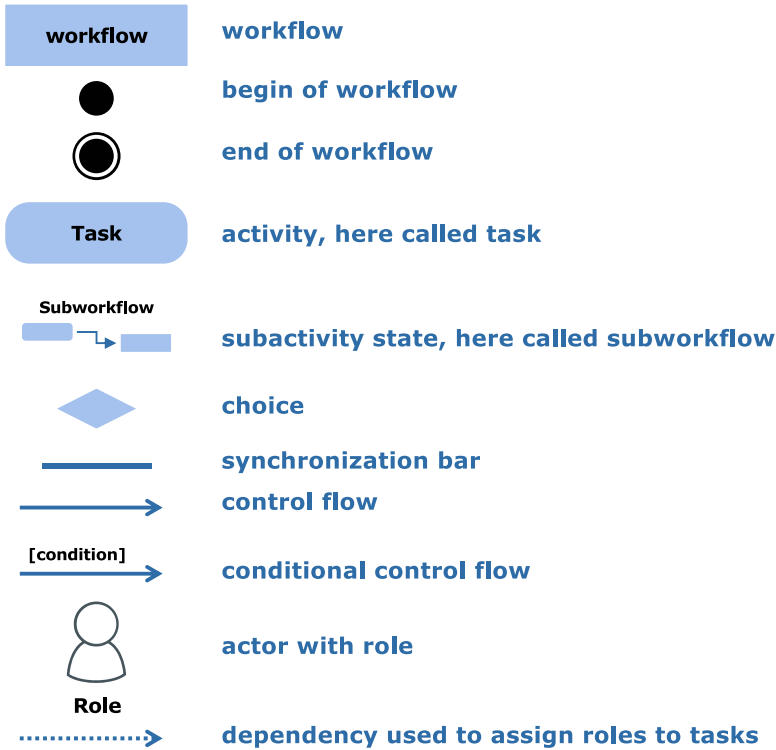 workflow workflow
begin of workflow
end of workflow
Task activity, here called task
Subworkflow
subactivity state, here called subworkflow
choice
synchronization bar
control flow
[condition]
conditional control flow
actor with role
Role
dependency used to assign roles to tasks